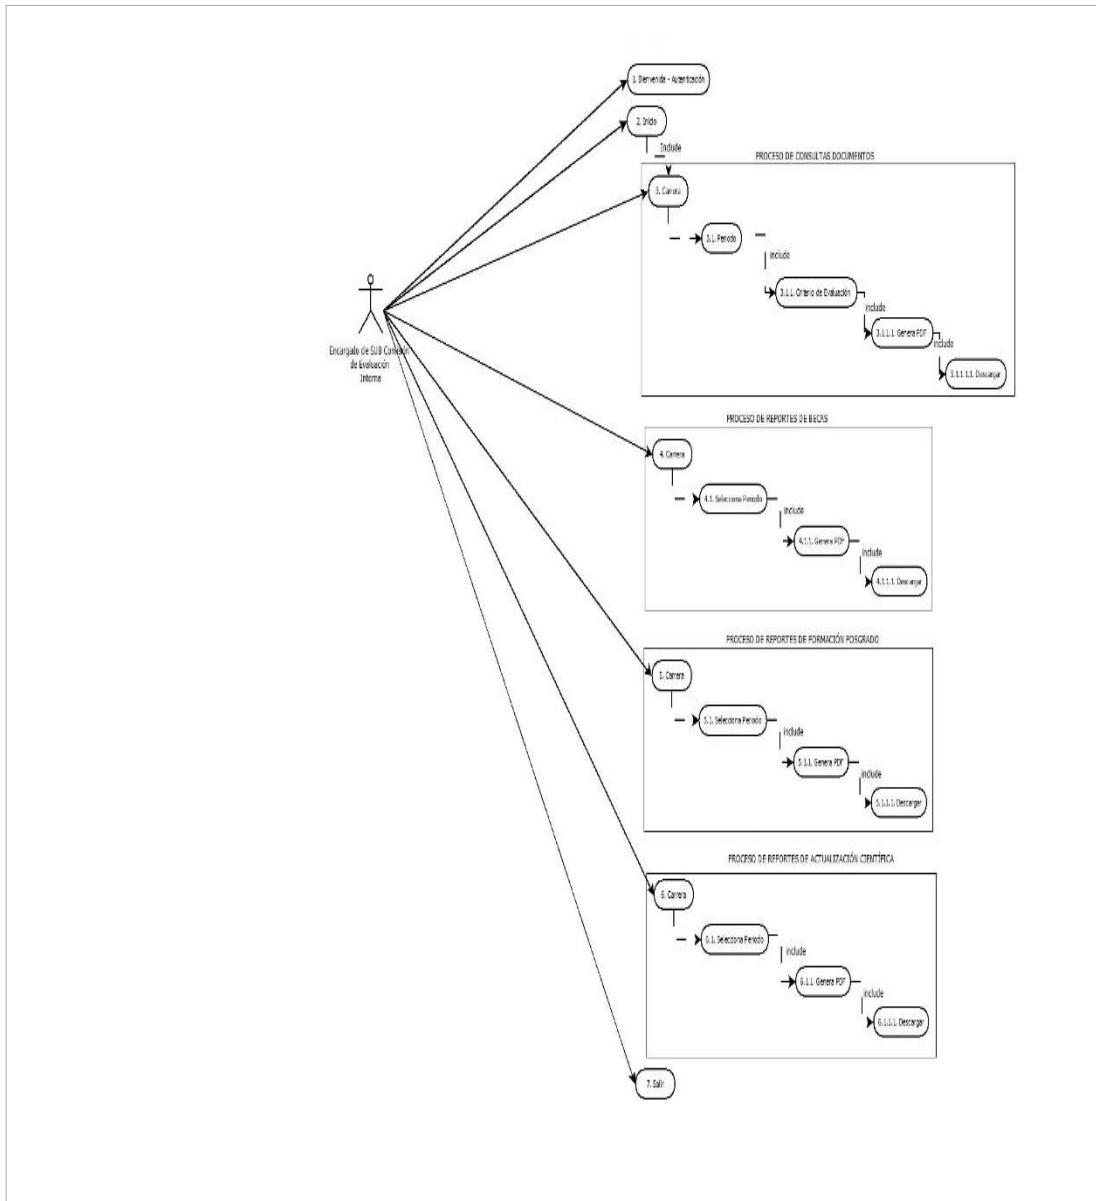 1. Bienvenida - Autenticación
2. Inicio
Include
PROCESO DE CONSULTAS DOCUMENTOS
3. Carrera
3.1. Periodo
include
3.1.1. Criterio de Evaluación
include
3.1.1.1. Genera PDF
include
3.1.1.1.1. Descargar
Encargado de SUB Comisión
de Evaluación
Interna
PROCESO DE REPORTES DE BECAS
4. Carrera
4.1. Selecciona Periodo
include
4.1.1. Genera PDF
include
4.1.1.1. Descargar
PROCESO DE REPORTES DE FORMACIÓN POSGRADO
5. Carrera
5.1. Selecciona Periodo
include
5.1.1. Genera PDF
include
5.1.1.1. Descargar
PROCESO DE REPORTES DE ACTUALIZACIÓN CIENTÍFICA
6. Carrera
6.1. Selecciona Periodo
include
6.1.1. Genera PDF
include
6.1.1.1. Descargar
7. Salir